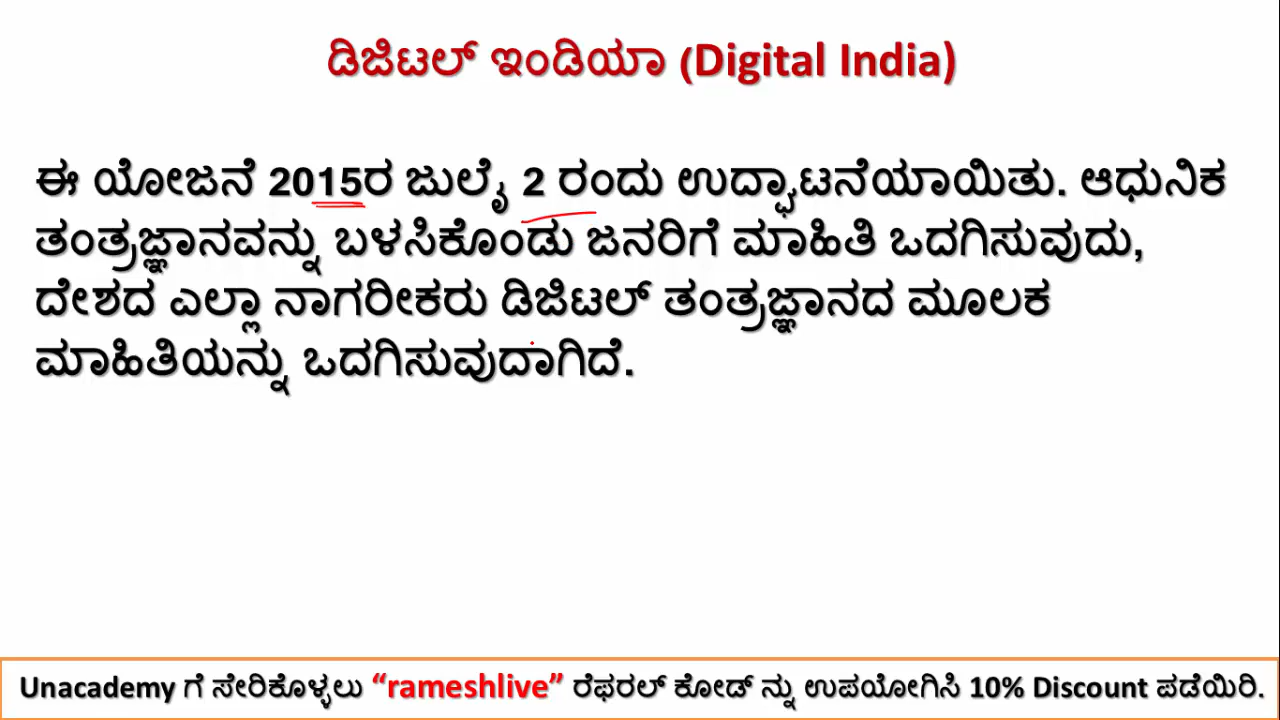 ಡಿಜಿಟಲ್ ಇಂಡಿಯಾ (Digital India)
ಈ ಯೋಜನೆ 2015ರ ಜುಲೈ 2 ರಂದು ಉದ್ಘಾಟನೆಯಾಯಿತು. ಆಧುನಿಕ
ತಂತ್ರಜ್ಞಾನವನ್ನು ಬಳಸಿಕೊಂಡು ಜನರಿಗೆ ಮಾಹಿತಿ ಒದಗಿಸುವುದು,
ದೇಶದ ಎಲ್ಲಾ ನಾಗರೀಕರು ಡಿಜಿಟಲ್ ತಂತ್ರಜ್ಞಾನದ ಮೂಲಕ
ಮಾಹಿತಿಯನ್ನು ಒದಗಿಸುವುದಾಗಿದೆ.
Unacademy ಗೆ ಸೇರಿಕೊಳ್ಳಲು “rameshlive” ರೆಫರಲ್ ಕೋಡ್ ನ್ನು ಉಪಯೋಗಿಸಿ 10% Discount ಪಡೆಯಿರಿ.